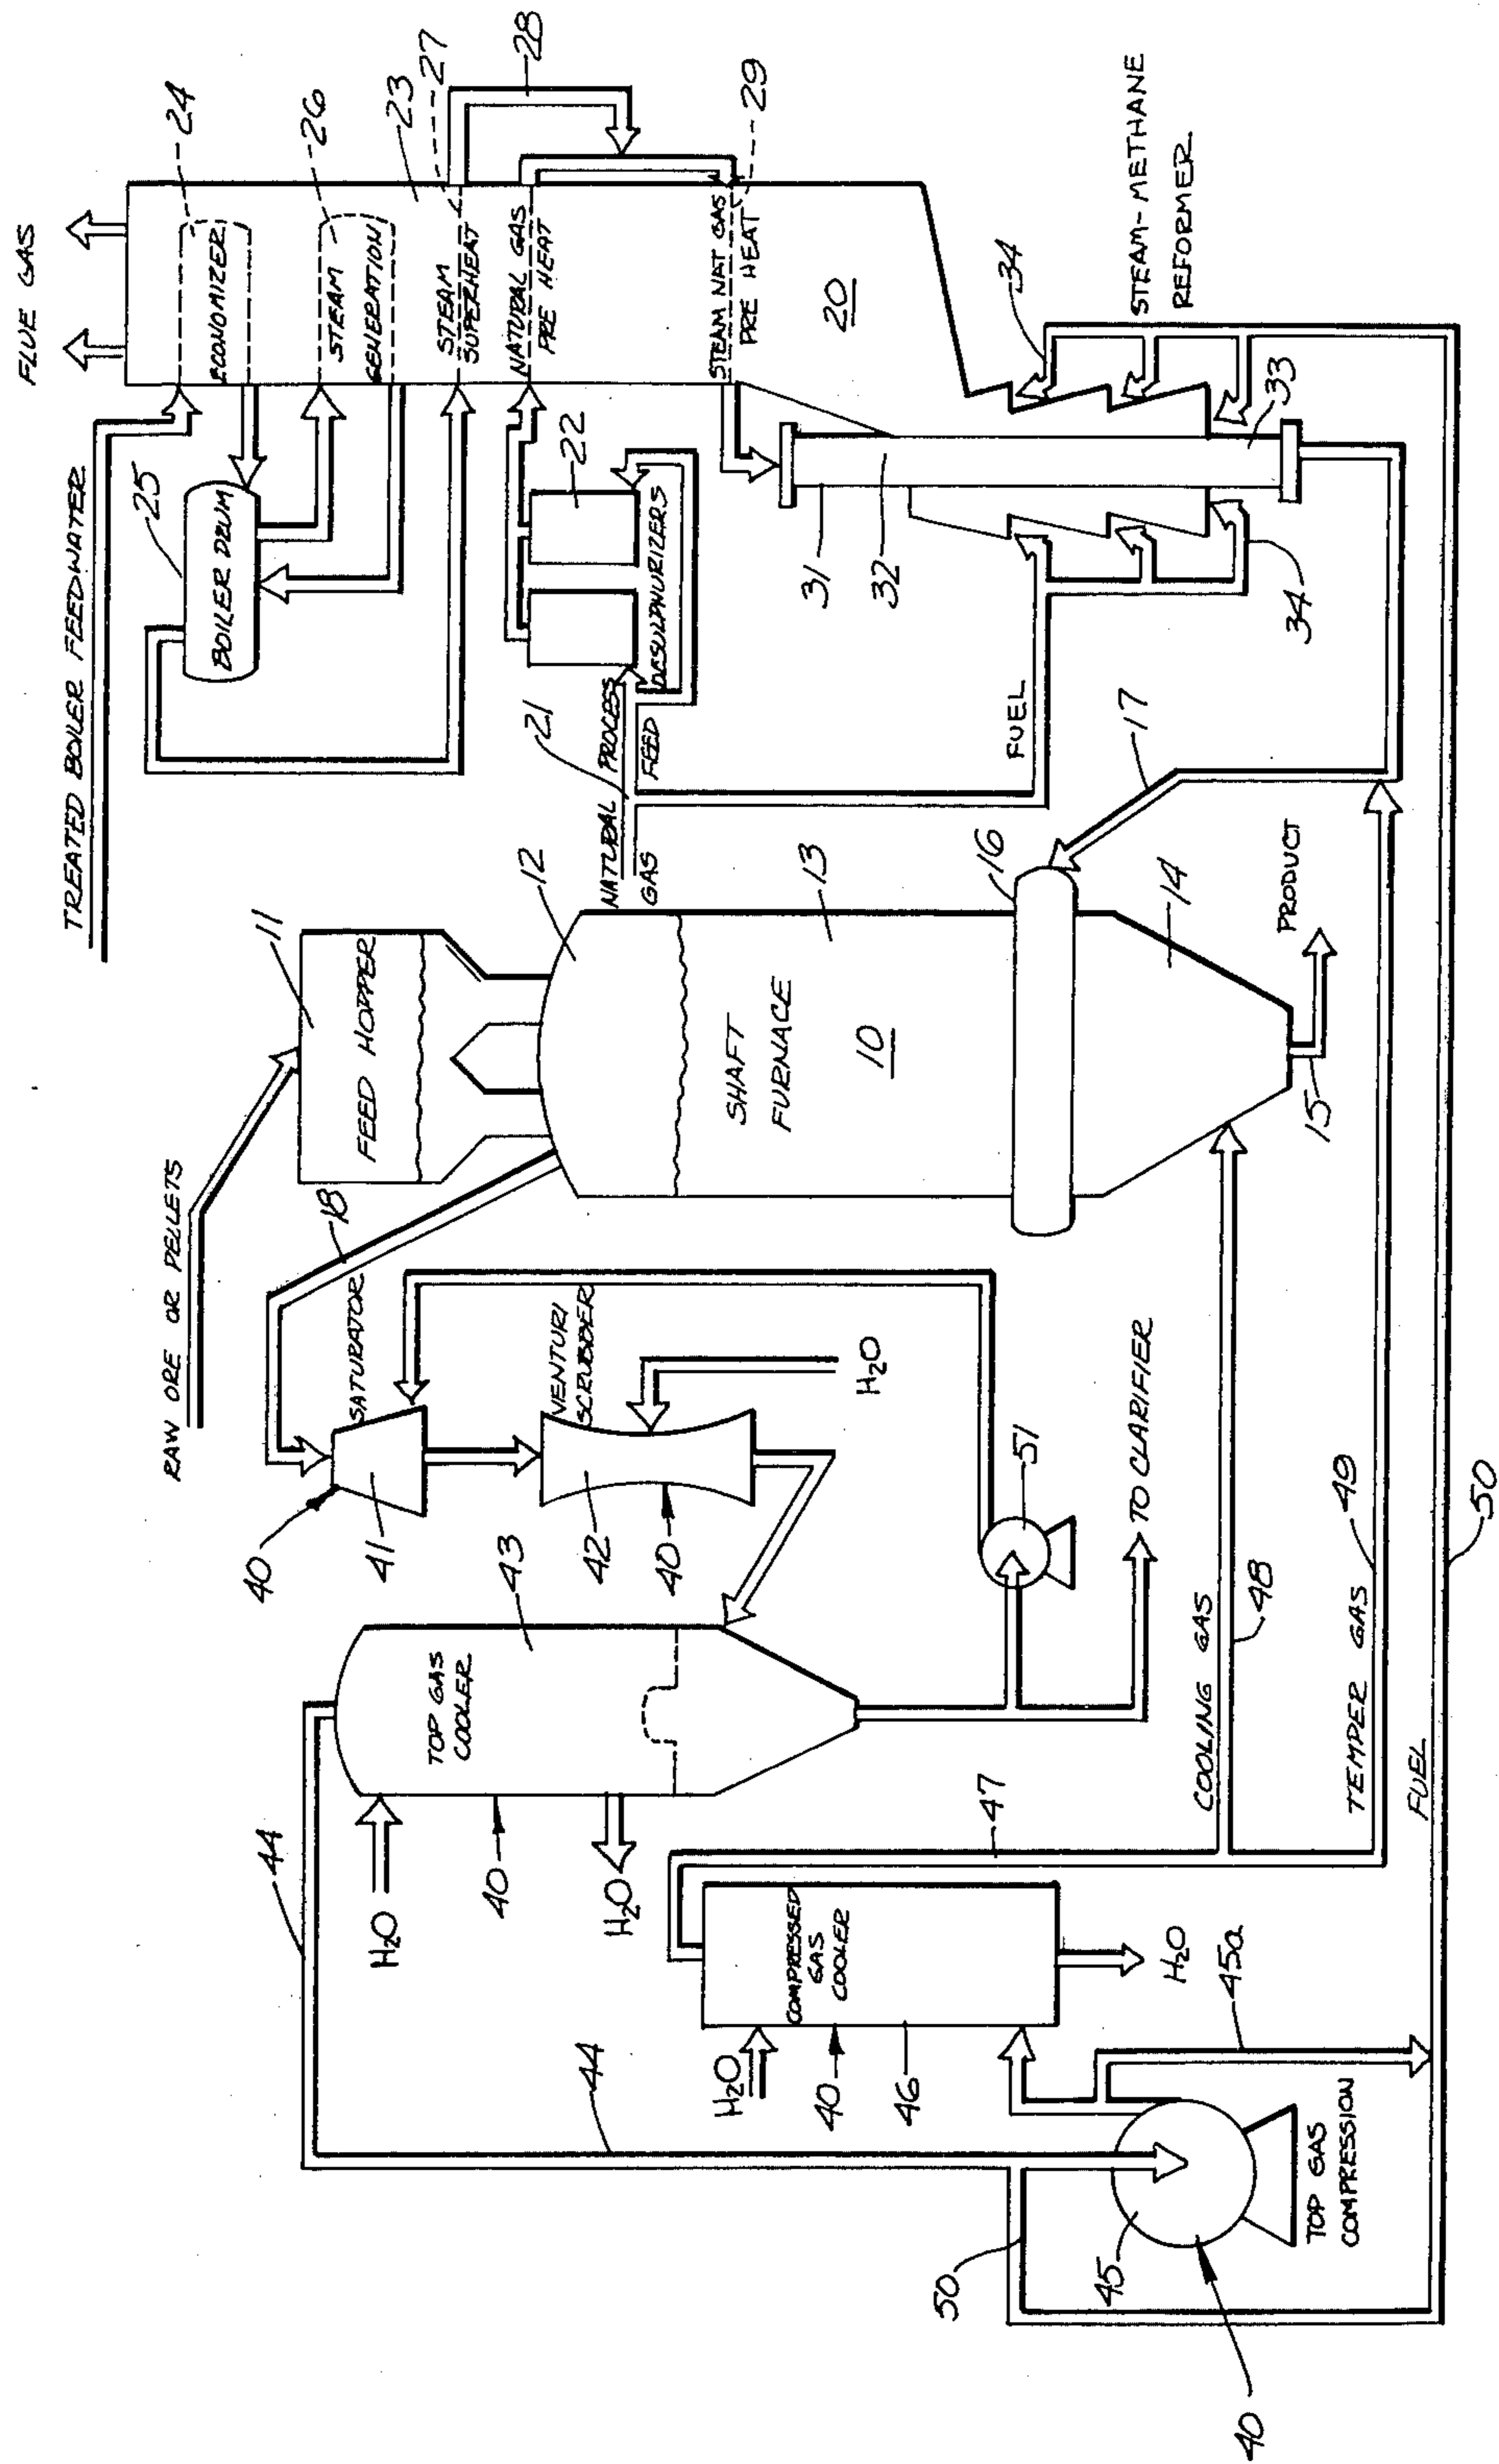 FLUE GAS
TREATED BOILER FEEDWATER
24
ECONOMIZER
25
BOILER DRUM
26
STEAM
GENERATION
23
27
STEAM
SUPERHEAT
28
NATURAL GAS
PRE HEAT
29
STEAM NAT GAS
PRE HEAT
20
22
DESULPHURIZERS
21
NATURAL
GAS
PROCESS
FEED
FUEL
31
32
33
34
34
STEAM-METHANE
REFORMER
RAW ORE OR PELLETS
11
FEED HOPPER
12
13
SHAFT
FURNACE
10
16
17
14
15
PRODUCT
18
SATURATOR
40
41
VENTURI
SCRUBBER
H2O
42
40
43
TOP GAS
COOLER
H2O
40
H2O
51
TO CLARIFIER
44
44
47
COMPRESSED
GAS
COOLER
H2O
40
46
H2O
45a
COOLING GAS
48
TEMPER GAS
49
FUEL
50
50
45
TOP GAS
COMPRESSION
40